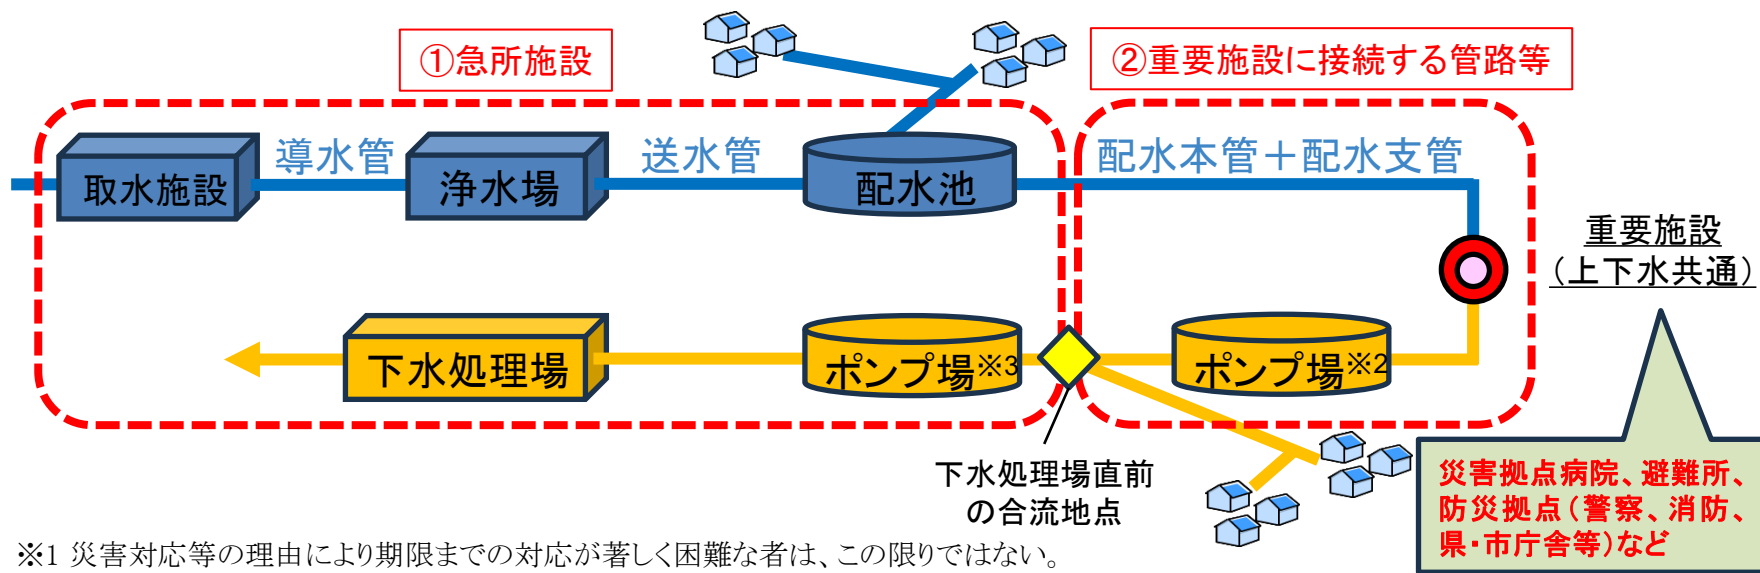 ①急所施設
②重要施設に接続する管路等
取水施設
導水管
浄水場
送水管
配水池
配水本管＋配水支管
重要施設
（上下水共通）
下水処理場
ポンプ場※3
ポンプ場※2
下水処理場直前
の合流地点
災害拠点病院、避難所、
防災拠点（警察、消防、
県・市庁舎等）など
※1 災害対応等の理由により期限までの対応が著しく困難な者は、この限りではない。